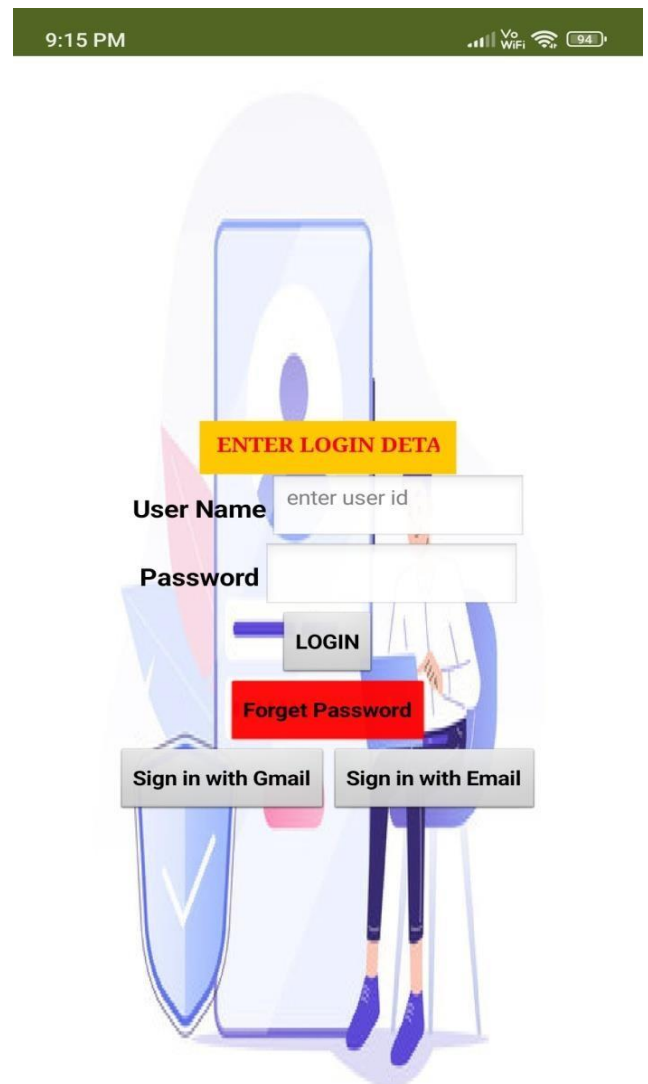 9:15 PM Vo WiFi 94
ENTER LOGIN DETA
User Name enter user id
Password
LOGIN
Forget Password
Sign in with Gmail Sign in with Email